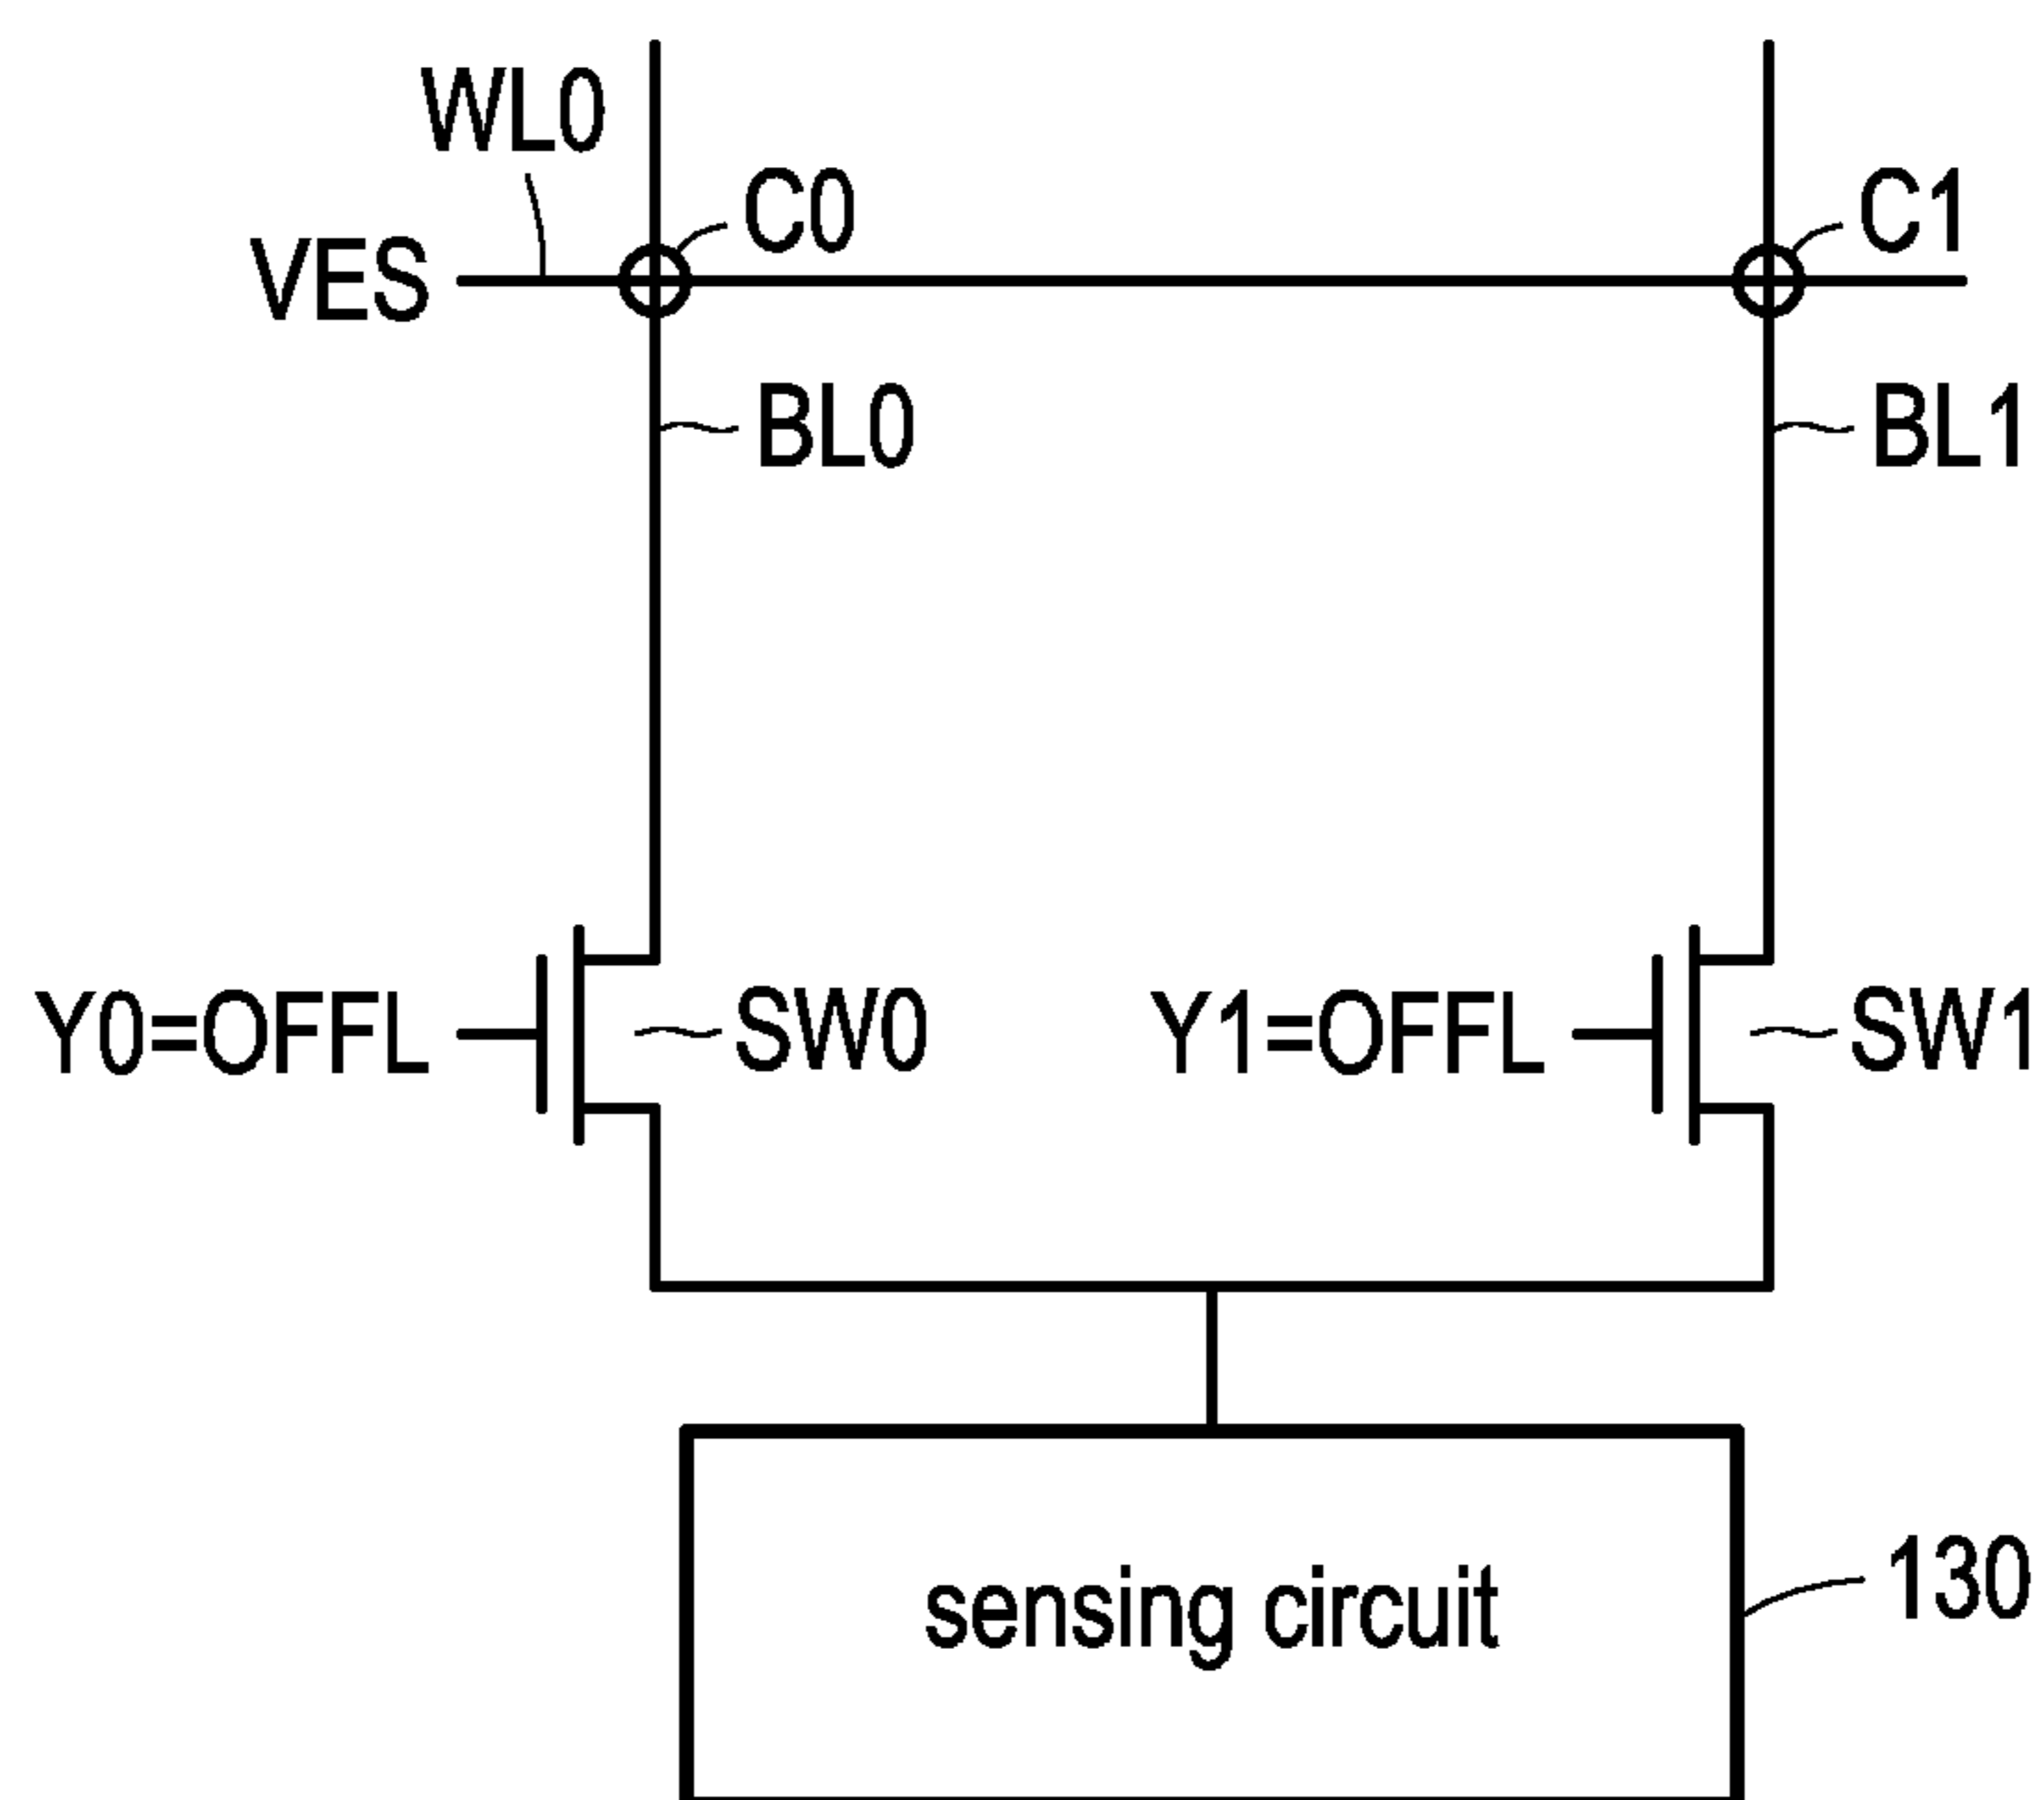 WL0
C0
C1
VES
BL0
BL1
Y0=OFFL
SW0
Y1=OFFL
SW1
sensing circuit
130